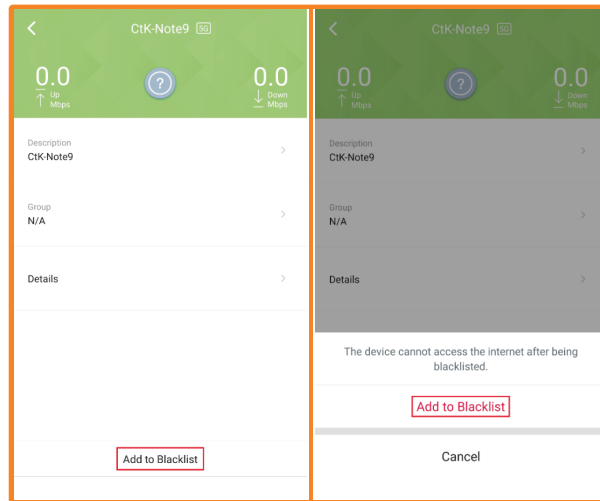 CtK-Note9 5G
0.0
Up
Mbps
?
0.0
Down
Mbps
Description
CtK-Note9
Group
N/A
Details
Add to Blacklist
CtK-Note9 5G
0.0
Up
Mbps
?
0.0
Down
Mbps
Description
CtK-Note9
Group
N/A
Details
The device cannot access the internet after being
blacklisted.
Add to Blacklist
Cancel